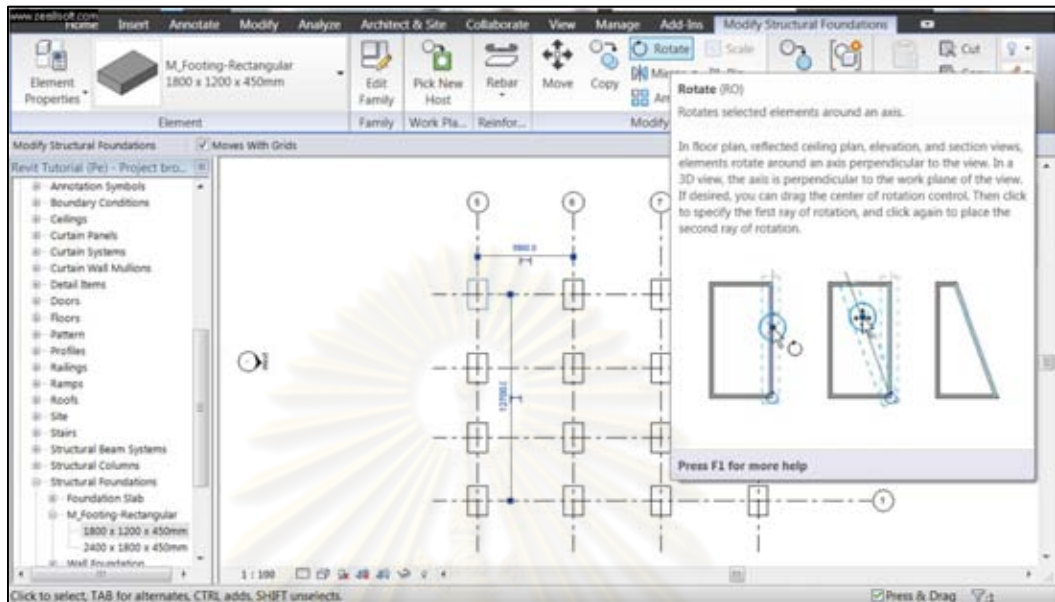 www.zeelisoft.com
Home Insert Annotate Modify Analyze Architect & Site Collaborate View Manage Add-Ins Modify Structural Foundations
Element Properties
M_Footing-Rectangular
1800 x 1200 x 450mm
Edit Family
Pick New Host
Rebar
Move
Copy
Rotate
Scale
Cut
Element
Family
Work Pla...
Reinfor...
Modify
Rotate (RO)
Rotates selected elements around an axis.
In floor plan, reflected ceiling plan, elevation, and section views,
elements rotate around an axis perpendicular to the view. In a
3D view, the axis is perpendicular to the work plane of the view.
If desired, you can drag the center of rotation control. Then click
to specify the first ray of rotation, and click again to place the
second ray of rotation.
Press F1 for more help
Modify Structural Foundations
Moves With Grids
Revit Tutorial (Pe) - Project bro...
Annotation Symbols
Boundary Conditions
Ceilings
Curtain Panels
Curtain Systems
Curtain Wall Mullions
Detail Items
Doors
Floors
Pattern
Profiles
Railings
Ramps
Roofs
Site
Stairs
Structural Beam Systems
Structural Columns
Structural Foundations
Foundation Slab
M_Footing-Rectangular
1800 x 1200 x 450mm
2400 x 1800 x 450mm
Wall Foundation
5
6
7
1
1 : 100
Click to select, TAB for alternates, CTRL adds, SHIFT unselects.
Press & Drag
:1